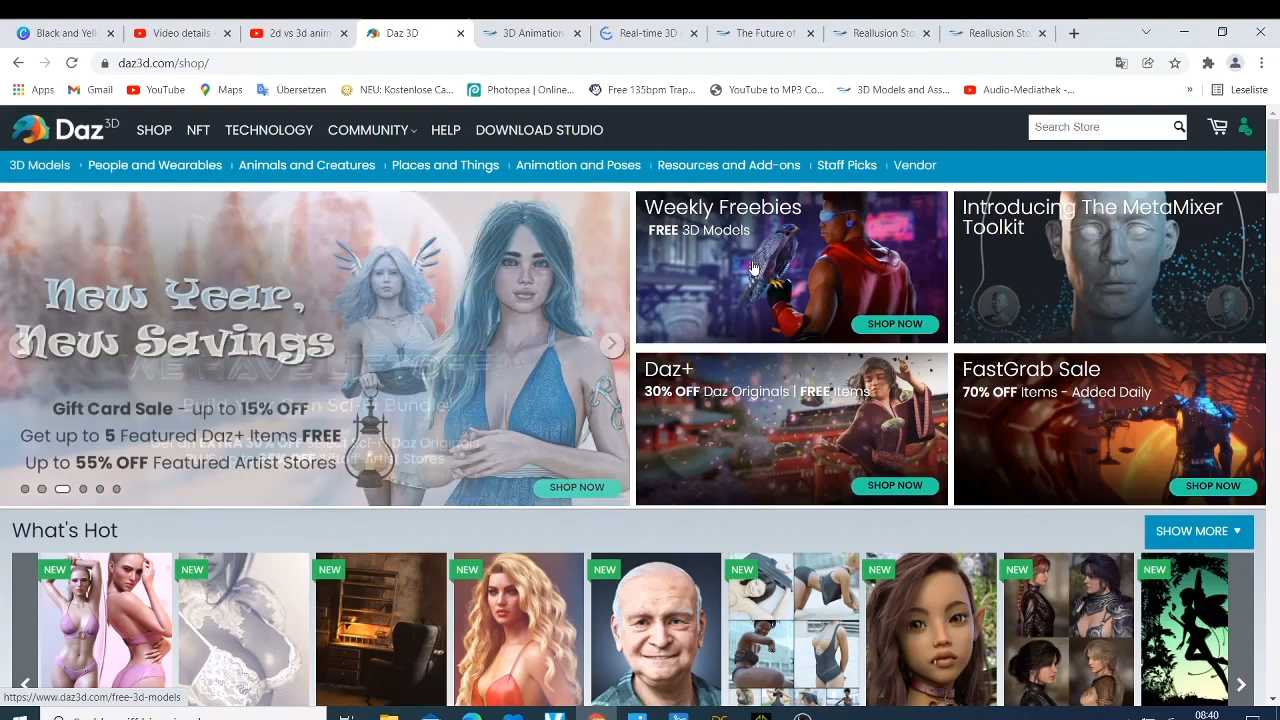 Black and Yell
Video details
2d vs 3d anim
Daz 3D
3D Animation
Real-time 3D
The Future of
Reallusion Sto
Reallusion Sto
daz3d.com/shop/
Apps
Gmail
YouTube
Maps
Übersetzen
NEU: Kostenlose Ca...
Photopea | Online...
Free 135bpm Trap...
YouTube to MP3 Co...
3D Models and Ass...
Audio-Mediathek -...
»
Leseliste
Daz 3D
SHOP
NFT
TECHNOLOGY
COMMUNITY
HELP
DOWNLOAD STUDIO
Search Store
3D Models
People and Wearables
Animals and Creatures
Places and Things
Animation and Poses
Resources and Add-ons
Staff Picks
Vendor
New Year,
New Savings
Gift Card Sale - up to 15% OFF
Build Your Own Sci-Fi Bundle
Get up to 5 Featured Daz+ Items FREE
Up to 55% OFF Featured Artist Stores
SHOP NOW
Weekly Freebies
FREE 3D Models
SHOP NOW
Introducing The MetaMixer
Toolkit
Daz+
30% OFF Daz Originals | FREE Items
SHOP NOW
FastGrab Sale
70% OFF Items - Added Daily
SHOP NOW
What's Hot
SHOW MORE
NEW
NEW
NEW
NEW
NEW
NEW
NEW
NEW
NEW
https://www.daz3d.com/free-3d-models
08:40